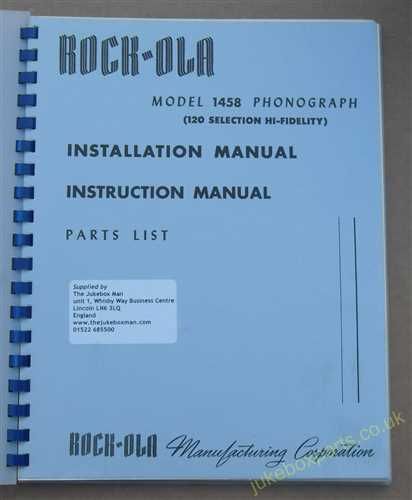 ROCK-OLA
MODEL 1458 PHONOGRAPH
(120 SELECTION HI-FIDELITY)
INSTALLATION MANUAL
INSTRUCTION MANUAL
PARTS LIST
Supplied by
The Jukebox Man
unit 1, Whisby Way Business Centre
Lincoln LN6 3LQ
England
www.thejukeboxman.com
01522 685500
ROCK-OLA Manufacturing Corporation
jukeboxparts.co.uk